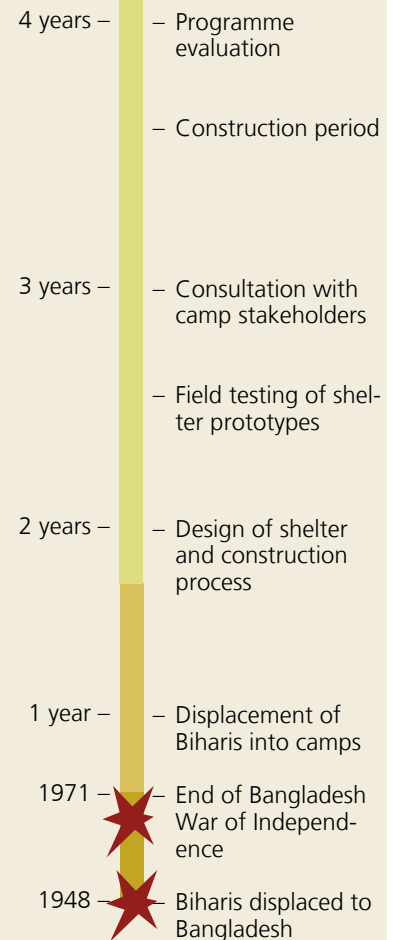 4 years – – Programme
evaluation
– Construction period
3 years – – Consultation with
camp stakeholders
– Field testing of shel-
ter prototypes
2 years – – Design of shelter
and construction
process
1 year – – Displacement of
Biharis into camps
1971 – – End of Bangladesh
War of Independ-
ence
1948 – – Biharis displaced to
Bangladesh